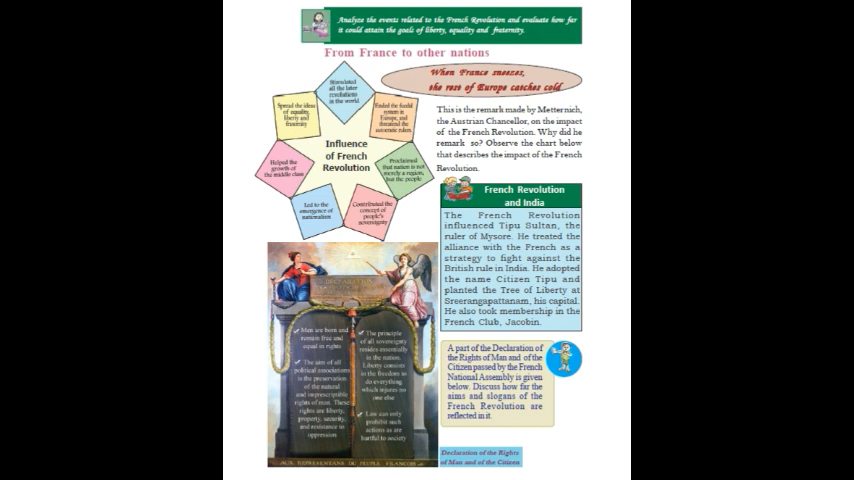 Analyze the events related to the French Revolution and evaluate how far
it could attain the goals of liberty, equality and fraternity.
From France to other nations
When France sneezes,
the rest of Europe catches cold
Stimulated
all the later
revolutions
in the world
Spread the ideas
of equality,
liberty and
fraternity
Ended the feudal
system in
Europe, and
threatened the
autocratic rulers
Influence
of French
Revolution
Helped the
growth of
the middle class
Proclaimed
that nation is not
merely a region,
but the people
Led to the
emergence of
nationalism
Contributed the
concept of
people's
sovereignty
This is the remark made by Metternich,
the Austrian Chancellor, on the impact
of the French Revolution. Why did he
remark so? Observe the chart below
that describes the impact of the French
Revolution.
French Revolution
and India
The French Revolution
influenced Tipu Sultan, the
ruler of Mysore. He treated the
alliance with the French as a
strategy to fight against the
British rule in India. He adopted
the name Citizen Tipu and
planted the Tree of Liberty at
Sreerangapattanam, his capital.
He also took membership in the
French Club, Jacobin.
Men are born and
remain free and
equal in rights
The aim of all
political associations
is the preservation
of the natural
and imprescriptible
rights of man. These
rights are liberty,
property, security,
and resistance to
oppression
The principle
of all sovereignty
resides essentially
in the nation.
Liberty consists
in the freedom to
do everything
which injures no
one else
Law can only
prohibit such
actions as are
harmful to society
AUX REPRESENTANS DU PEUPLE FRANCOIS
A part of the Declaration of
the Rights of Man and of the
Citizen passed by the French
National Assembly is given
below. Discuss how far the
aims and slogans of the
French Revolution are
reflected in it.
Declaration of the Rights
of Man and of the Citizen